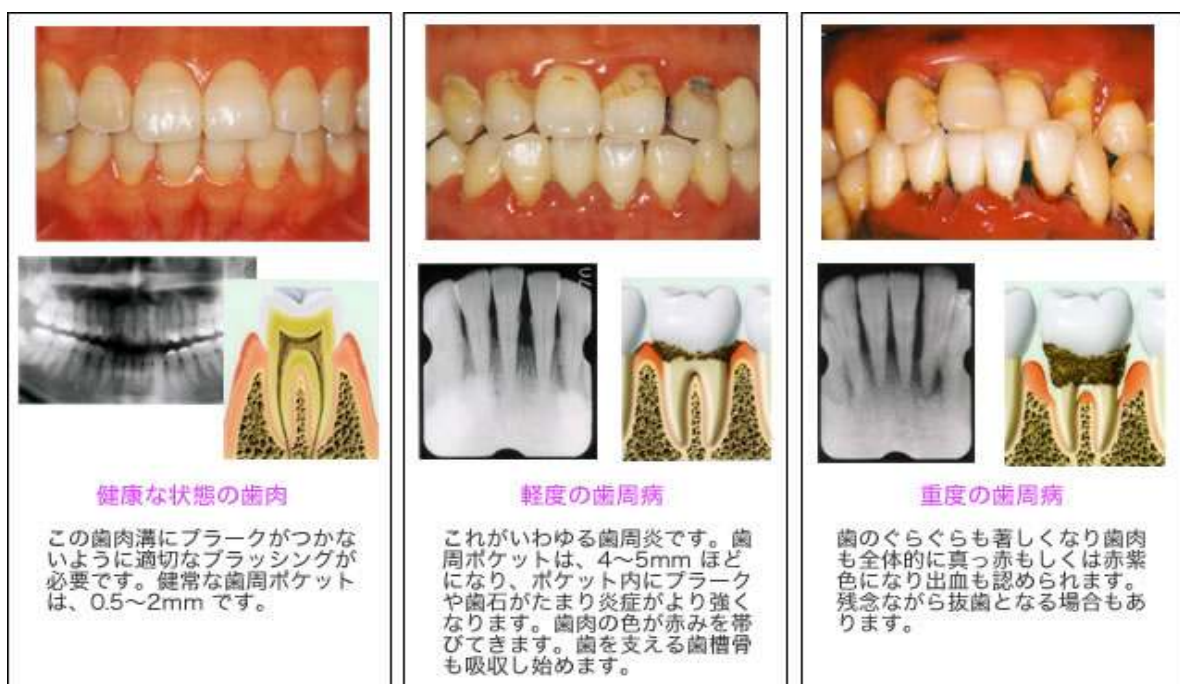 健康な状態の歯肉
この歯肉溝にプラークがつかな
いように適切なブラッシングが
必要です。健常な歯周ポケット
は、0.5〜2mm です。
軽度の歯周病
これがいわゆる歯周炎です。歯
周ポケットは、4〜5mm ほど
になり、ポケット内にプラーク
や歯石がたまり炎症がより強く
なります。歯肉の色が赤みを帯
びてきます。歯を支える歯槽骨
も吸収し始めます。
重度の歯周病
歯のぐらぐらも著しくなり歯肉
も全体的に真っ赤もしくは赤紫
色になり出血も認められます。
残念ながら抜歯となる場合もあ
ります。